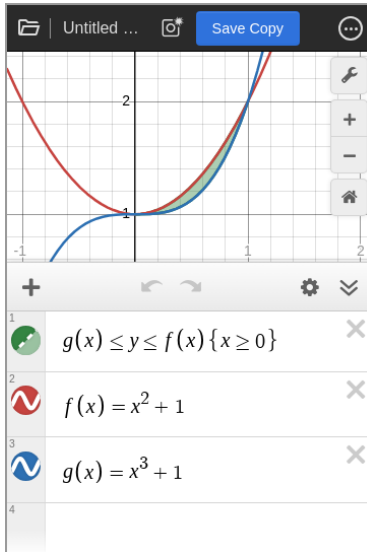 Untitled ...
Save Copy
2
1
-1
1
2
1
g(x) ≤ y ≤ f(x) {x ≥ 0}
2
f(x) = x² + 1
3
g(x) = x³ + 1
4